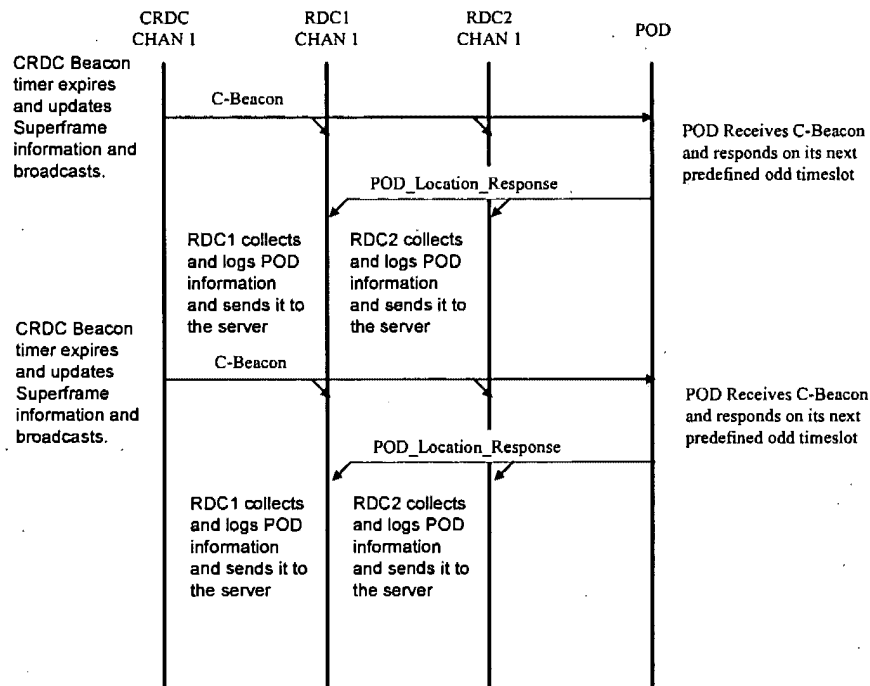 CRDC
CHAN 1
RDC1
CHAN 1
RDC2
CHAN 1
POD
CRDC Beacon
timer expires
and updates
Superframe
information and
broadcasts.
C-Beacon
POD Receives C-Beacon
and responds on its next
predefined odd timeslot
POD_Location_Response
RDC1 collects
and logs POD
information
and sends it to
the server
RDC2 collects
and logs POD
information
and sends it to
the server
CRDC Beacon
timer expires
and updates
Superframe
information and
broadcasts.
C-Beacon
POD Receives C-Beacon
and responds on its next
predefined odd timeslot
POD_Location_Response
RDC1 collects
and logs POD
information
and sends it to
the server
RDC2 collects
and logs POD
information
and sends it to
the server